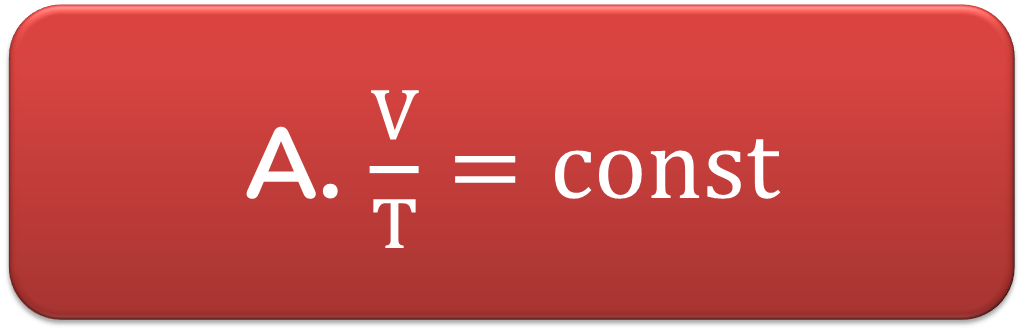 A. V/T = const